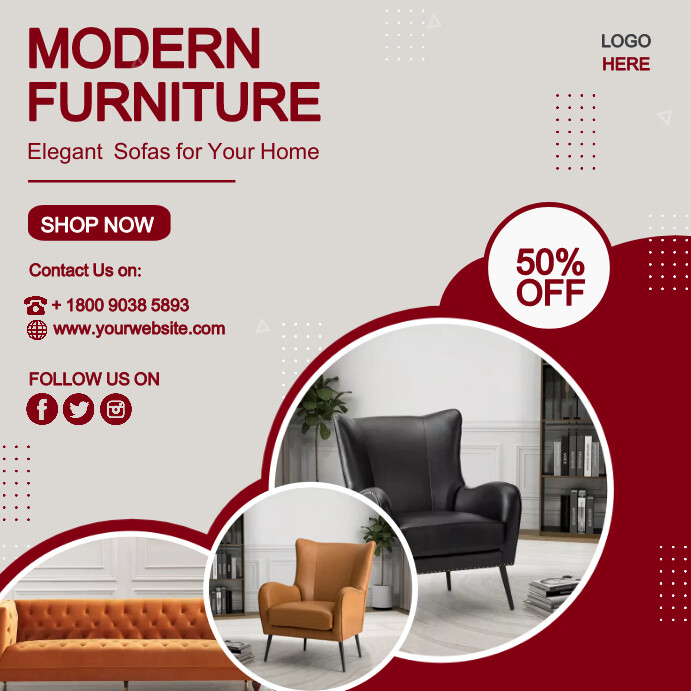 MODERN
FURNITURE
Elegant  Sofas for Your Home
SHOP NOW
Contact Us on:
+ 1800 9038 5893
www.yourwebsite.com
FOLLOW US ON
LOGO
HERE
50%
OFF